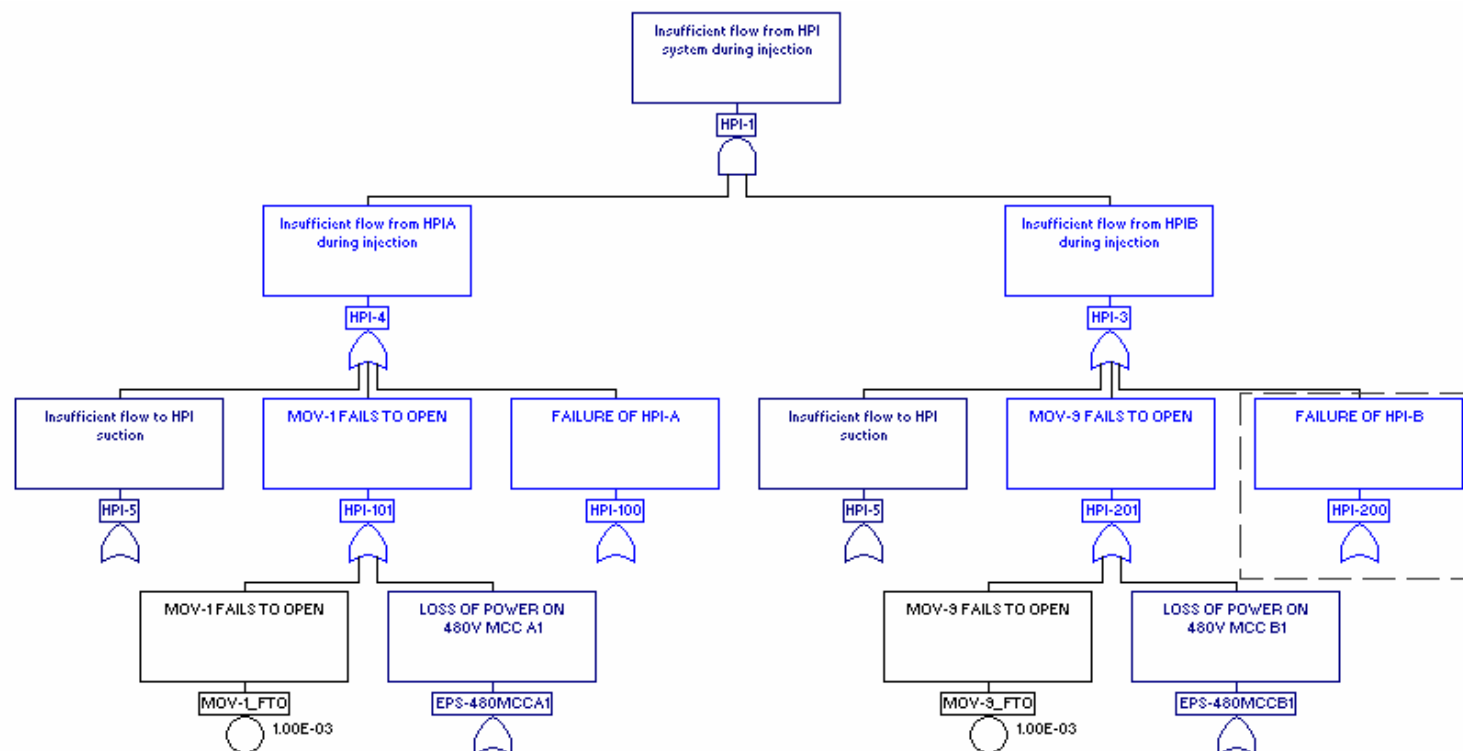 Insufficient flow from HPI
system during injection
HPI-1
Insufficient flow from HPIA
during injection
Insufficient flow from HPIB
during injection
HPI-4
HPI-3
Insufficient flow to HPI
suction
MOV-1 FAILS TO OPEN
FAILURE OF HPI-A
Insufficient flow to HPI
suction
MOV-9 FAILS TO OPEN
FAILURE OF HPI-B
HPI-5
HPI-101
HPI-100
HPI-5
HPI-201
HPI-200
MOV-1 FAILS TO OPEN
LOSS OF POWER ON
480V MCC A1
MOV-9 FAILS TO OPEN
LOSS OF POWER ON
480V MCC B1
MOV-1_FTO
1.00E-03
EPS-480MCCA1
MOV-9_FTO
1.00E-03
EPS-480MCCB1